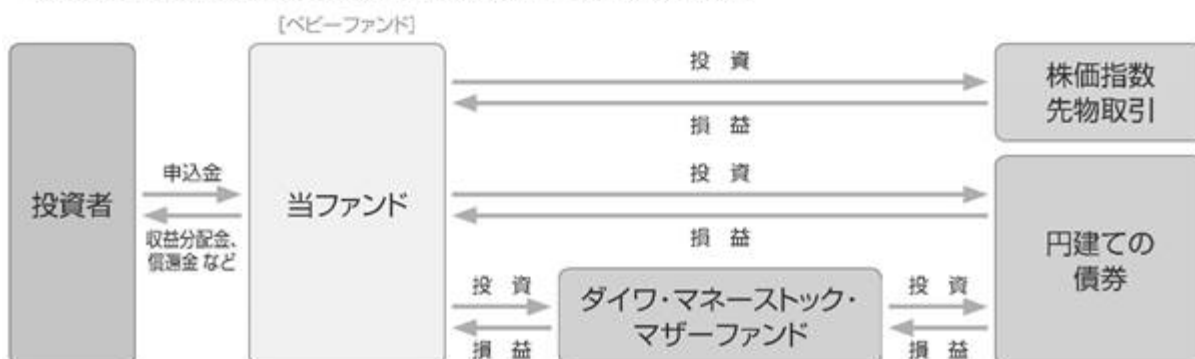 [ベビーファンド]
投資者
申込金
収益分配金、
償還金 など
当ファンド
投 資
損 益
株価指数
先物取引
投 資
損 益
投 資
損 益
ダイワ・マネーストック・
マザーファンド
投 資
損 益
円建ての
債券